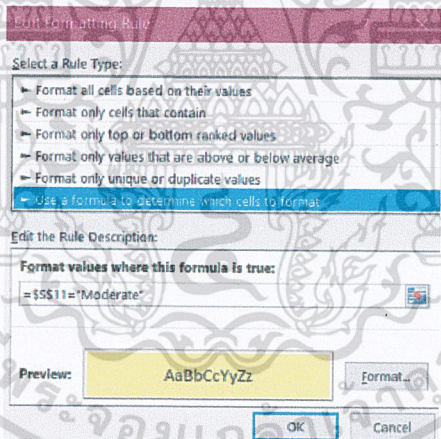 Edit Formatting Rule
Select a Rule Type:
► Format all cells based on their values
► Format only cells that contain
► Format only top or bottom ranked values
► Format only values that are above or below average
► Format only unique or duplicate values
► Use a formula to determine which cells to format
Edit the Rule Description:
Format values where this formula is true:
=$S$11="Moderate"
Preview: AaBbCcYyZz Format...
OK Cancel